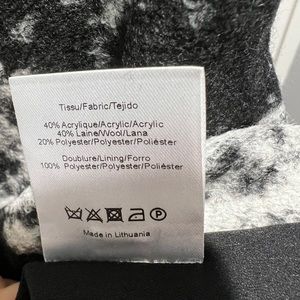 Tissu/Fabric/Tejido
40% Acrylique/Acrylic/Acrylic
40% Laine/Wool/Lana
20% Polyester/Polyester/Poliéster
Doublure/Lining/Forro
100% Polyester/Polyester/Poliéster
P
Made in Lithuania